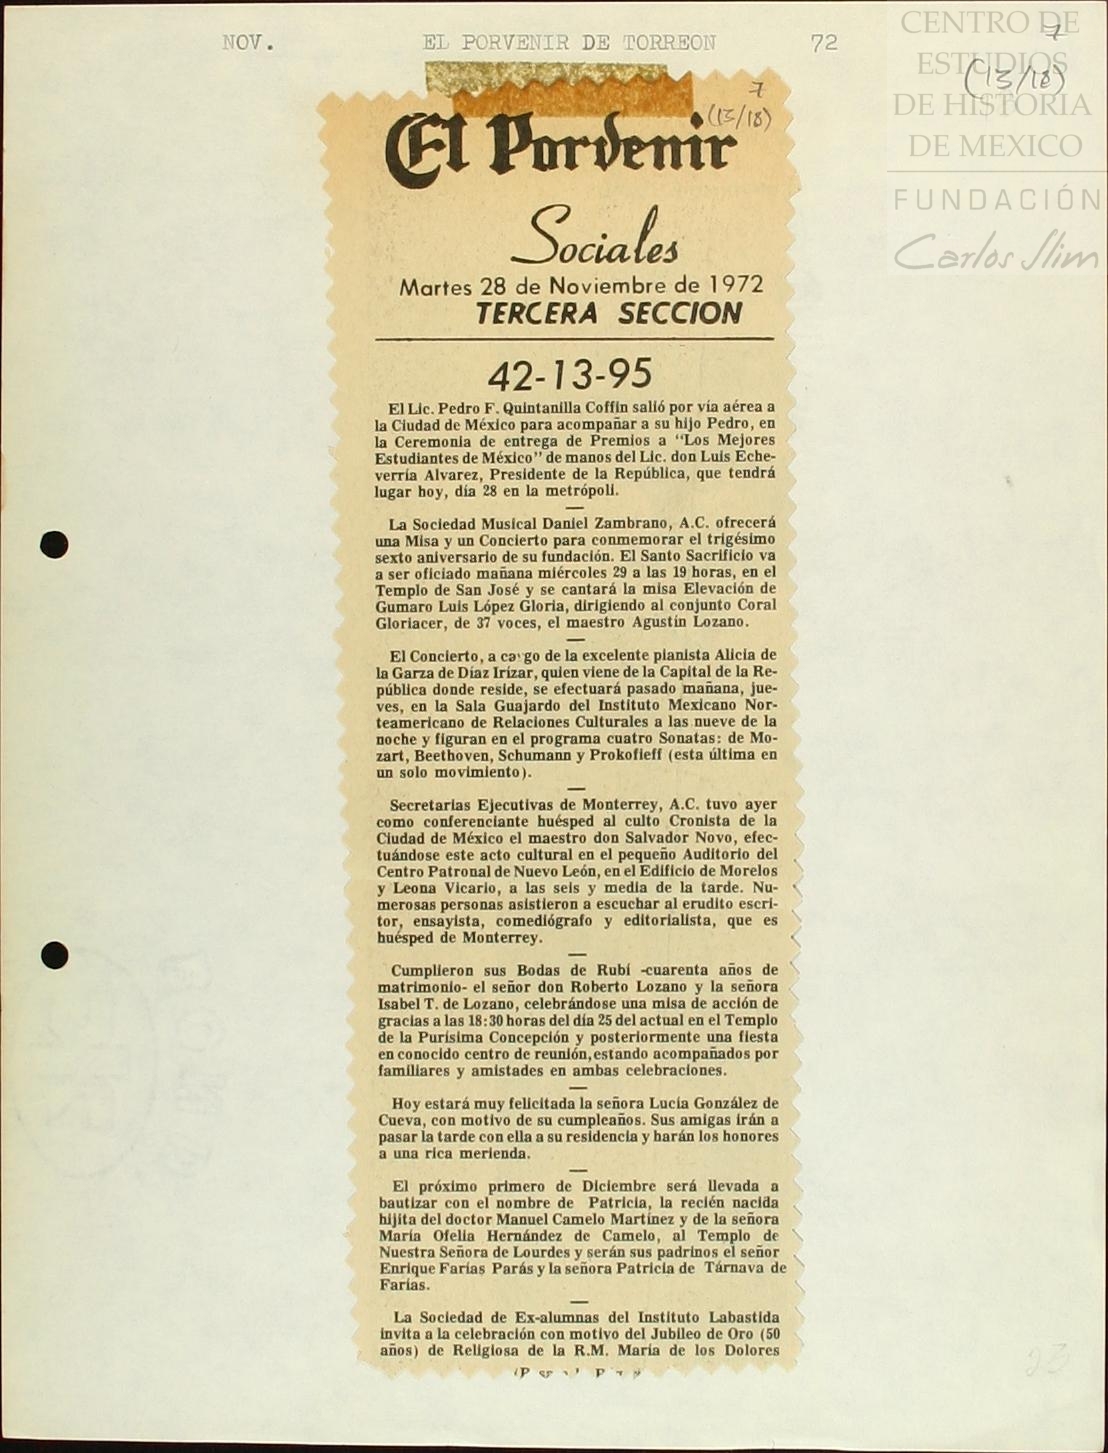 NOV. EL PORVENIR DE TORREON 72
CENTRO DE
ESTUDIOS
DE HISTORIA
DE MEXICO
FUNDACIÓN
Carlos Slim
7
(13/18)
7
(13/18)
El Porvenir
Sociales
Martes 28 de Noviembre de 1972
TERCERA SECCION
42-13-95
El Lic. Pedro F. Quintanilla Coffin salió por vía aérea a
la Ciudad de México para acompañar a su hijo Pedro, en
la Ceremonia de entrega de Premios a "Los Mejores
Estudiantes de México" de manos del Lic. don Luis Eche-
verría Alvarez, Presidente de la República, que tendrá
lugar hoy, día 28 en la metrópoli.
La Sociedad Musical Daniel Zambrano, A.C. ofrecerá
una Misa y un Concierto para conmemorar el trigésimo
sexto aniversario de su fundación. El Santo Sacrificio va
a ser oficiado mañana miércoles 29 a las 19 horas, en el
Templo de San José y se cantará la misa Elevación de
Gumaro Luis López Gloria, dirigiendo al conjunto Coral
Gloriacer, de 37 voces, el maestro Agustín Lozano.
El Concierto, a cargo de la excelente pianista Alicia de
la Garza de Díaz Irízar, quien viene de la Capital de la Re-
pública donde reside, se efectuará pasado mañana, jue-
ves, en la Sala Guajardo del Instituto Mexicano Nor-
teamericano de Relaciones Culturales a las nueve de la
noche y figuran en el programa cuatro Sonatas: de Mo-
zart, Beethoven, Schumann y Prokofieff (esta última en
un solo movimiento).
Secretarias Ejecutivas de Monterrey, A.C. tuvo ayer
como conferenciante huésped al culto Cronista de la
Ciudad de México el maestro don Salvador Novo, efec-
tuándose este acto cultural en el pequeño Auditorio del
Centro Patronal de Nuevo León, en el Edificio de Morelos
y Leona Vicario, a las seis y media de la tarde. Nu-
merosas personas asistieron a escuchar al erudito escri-
tor, ensayista, comediógrafo y editorialista, que es
huésped de Monterrey.
Cumplieron sus Bodas de Rubí -cuarenta años de
matrimonio- el señor don Roberto Lozano y la señora
Isabel T. de Lozano, celebrándose una misa de acción de
gracias a las 18:30 horas del día 25 del actual en el Templo
de la Purísima Concepción y posteriormente una fiesta
en conocido centro de reunión, estando acompañados por
familiares y amistades en ambas celebraciones.
Hoy estará muy felicitada la señora Lucía González de
Cueva, con motivo de su cumpleaños. Sus amigas irán a
pasar la tarde con ella a su residencia y harán los honores
a una rica merienda.
El próximo primero de Diciembre será llevada a
bautizar con el nombre de Patricia, la recién nacida
hijita del doctor Manuel Camelo Martínez y de la señora
María Ofelia Hernández de Camelo, al Templo de
Nuestra Señora de Lourdes y serán sus padrinos el señor
Enrique Farías Parás y la señora Patricia de Tárnava de
Farías.
La Sociedad de Ex-alumnas del Instituto Labastida
invita a la celebración con motivo del Jubileo de Oro (50
años) de Religiosa de la R.M. María de los Dolores
23